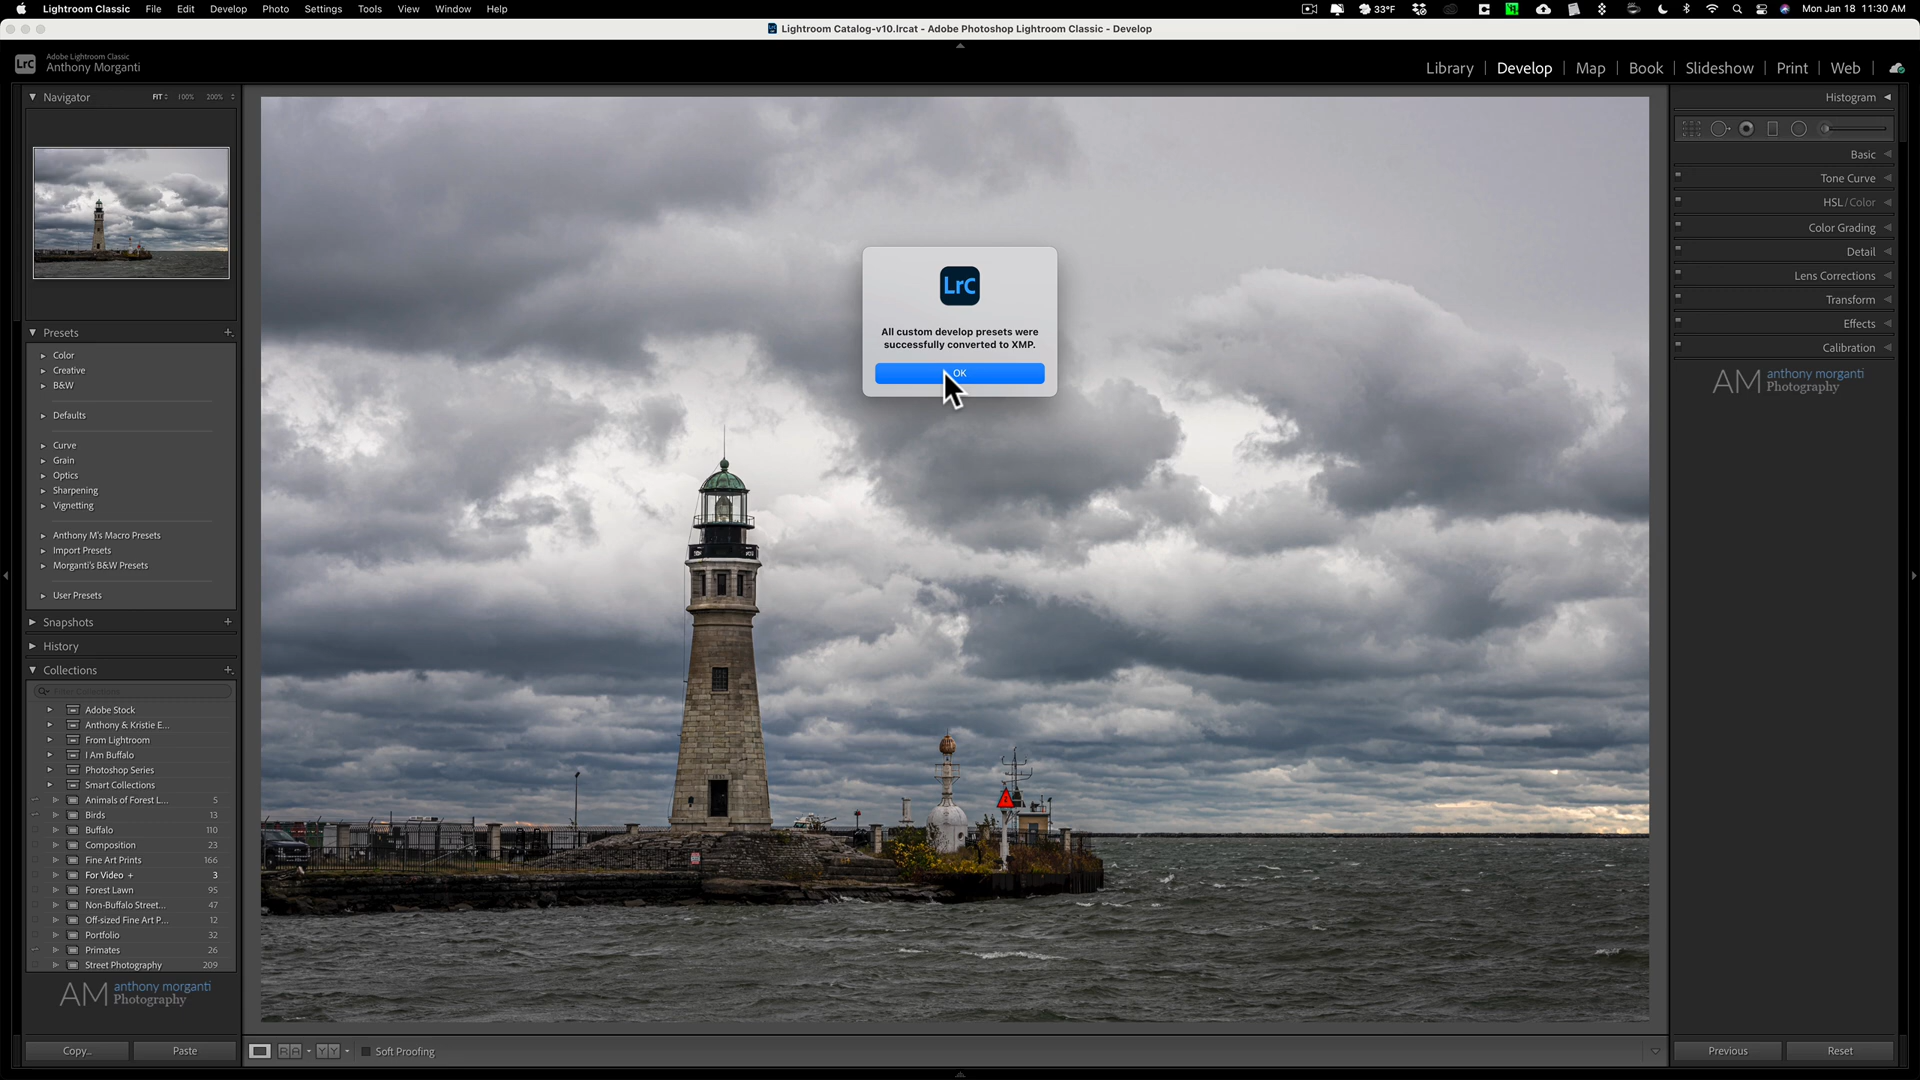 Lightroom Classic File Edit Develop Photo Settings Tools View Window Help
33°F Mon Jan 18 11:30 AM
Lightroom Catalog-v10.lrcat - Adobe Photoshop Lightroom Classic - Develop
LrC
Adobe Lightroom Classic
Anthony Morganti
Library | Develop | Map | Book | Slideshow | Print | Web
Navigator FIT 100% 200%
Presets
Color
Creative
B&W
Defaults
Curve
Grain
Optics
Sharpening
Vignetting
Anthony M's Macro Presets
Import Presets
Morganti's B&W Presets
User Presets
Snapshots
History
Collections
Filter Collections
Adobe Stock
Anthony & Kristie E...
From Lightroom
I Am Buffalo
Photoshop Series
Smart Collections
Animals of Forest L... 5
Birds 13
Buffalo 110
Composition 23
Fine Art Prints 166
For Video + 3
Forest Lawn 95
Non-Buffalo Street... 47
Off-sized Fine Art P... 12
Portfolio 32
Primates 26
Street Photography 209
AM anthony morganti
Photography
Copy... Paste
LrC
All custom develop presets were
successfully converted to XMP.
OK
RA YY Soft Proofing
Histogram
Basic
Tone Curve
HSL / Color
Color Grading
Detail
Lens Corrections
Transform
Effects
Calibration
AM anthony morganti
Photography
Previous Reset